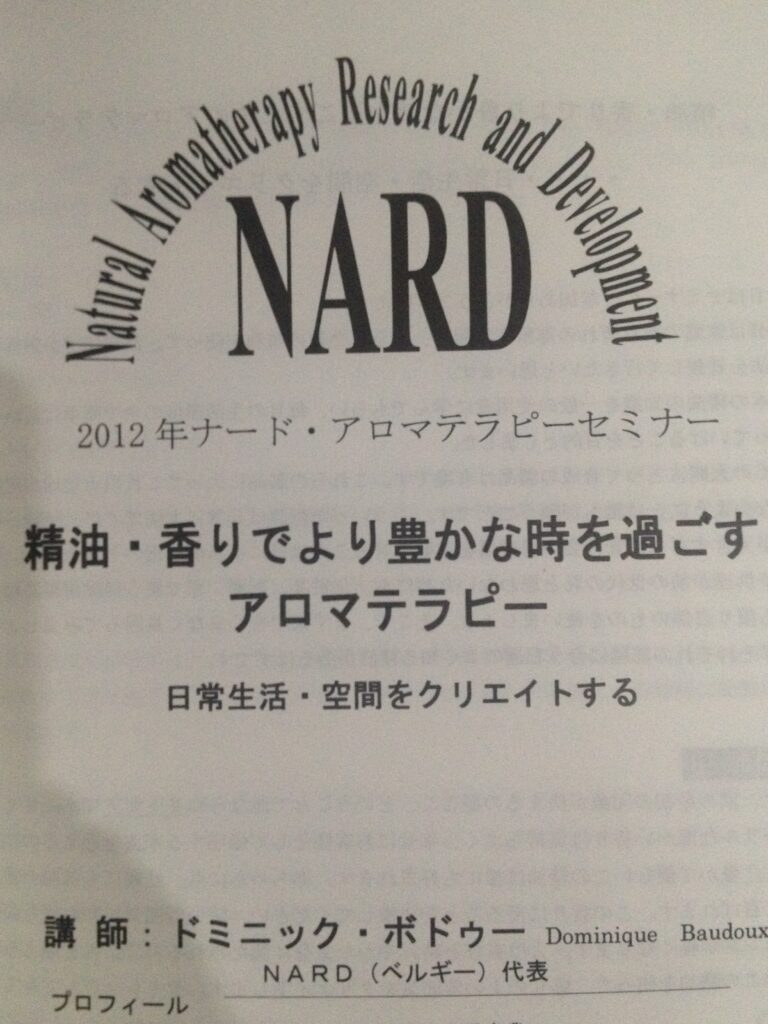 Natural Aromatherapy Research and Development
NARD
2012年ナード・アロマテラピーセミナー
精油・香りでより豊かな時を過ごす
アロマテラピー
日常生活・空間をクリエイトする
講 師：ドミニック・ボドゥー Dominique Baudoux
NARD（ベルギー）代表
プロフィール